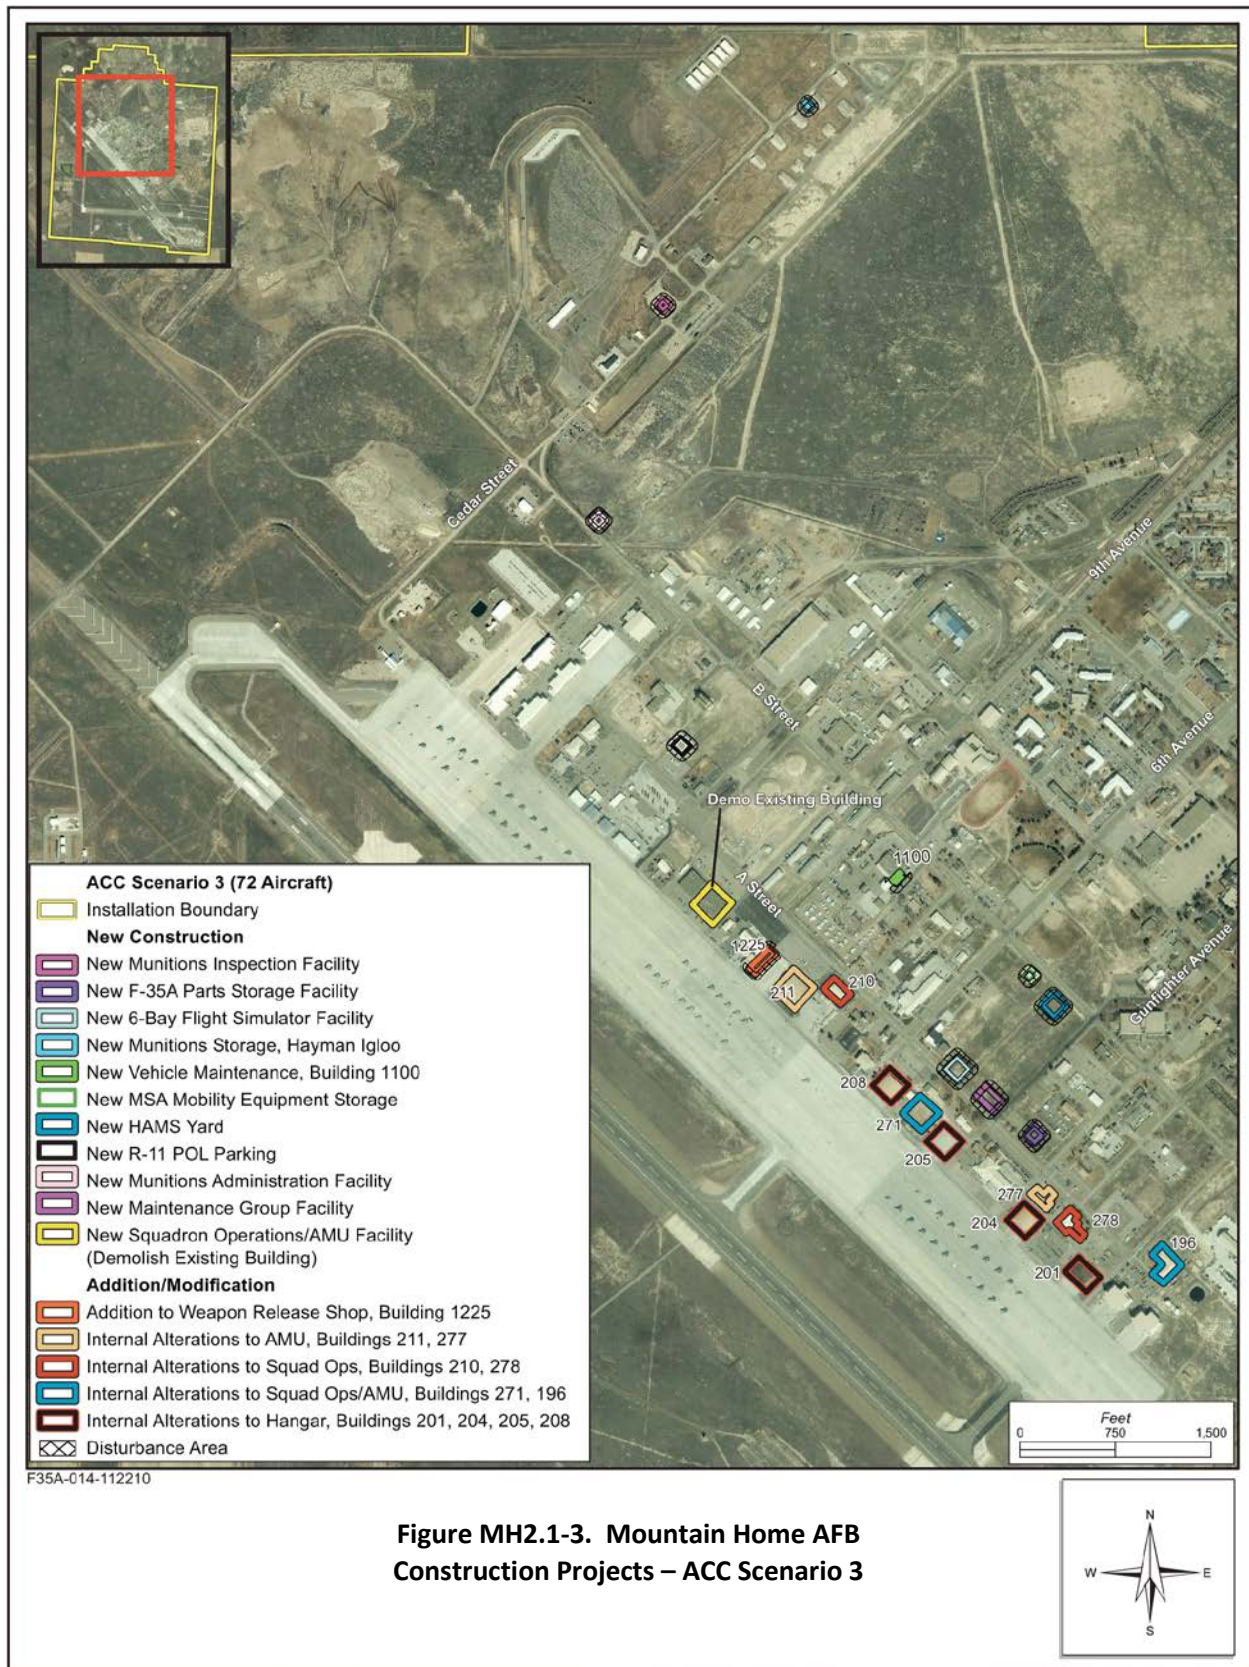 Cedar Street
9th Avenue
B Street
6th Avenue
Demo Existing Building
1100
A Street
1225
211
210
Gunfighter Avenue
208
271
205
277
204
278
196
201
ACC Scenario 3 (72 Aircraft)
Installation Boundary
New Construction
New Munitions Inspection Facility
New F-35A Parts Storage Facility
New 6-Bay Flight Simulator Facility
New Munitions Storage, Hayman Igloo
New Vehicle Maintenance, Building 1100
New MSA Mobility Equipment Storage
New HAMS Yard
New R-11 POL Parking
New Munitions Administration Facility
New Maintenance Group Facility
New Squadron Operations/AMU Facility
(Demolish Existing Building)
Addition/Modification
Addition to Weapon Release Shop, Building 1225
Internal Alterations to AMU, Buildings 211, 277
Internal Alterations to Squad Ops, Buildings 210, 278
Internal Alterations to Squad Ops/AMU, Buildings 271, 196
Internal Alterations to Hangar, Buildings 201, 204, 205, 208
Disturbance Area
Feet
0 750 1,500
F35A-014-112210
Figure MH2.1-3. Mountain Home AFB
Construction Projects – ACC Scenario 3
N
W E
S